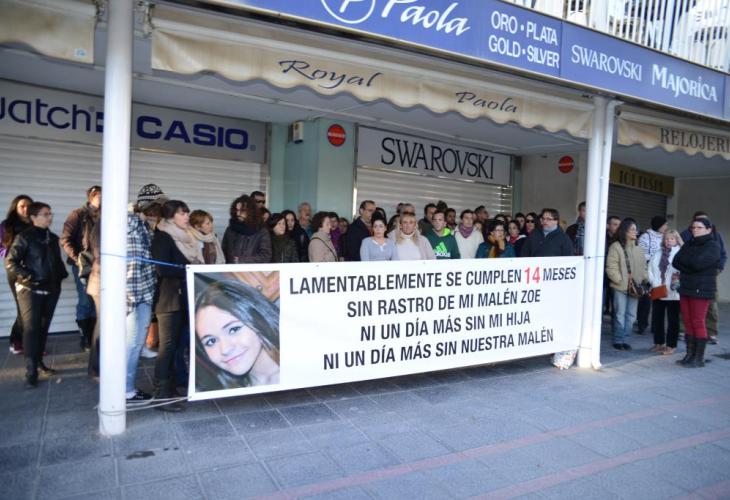 Paola
ORO - PLATA
GOLD - SILVER
SWAROVSKI
MAJORICA
Royal Paola
RELOJERI
watch
CASIO
SWAROVSKI
LAMENTABLEMENTE SE CUMPLEN 14 MESES
SIN RASTRO DE MI MALÉN ZOE
NI UN DÍA MÁS SIN MI HIJA
NI UN DÍA MÁS SIN NUESTRA MALÉN